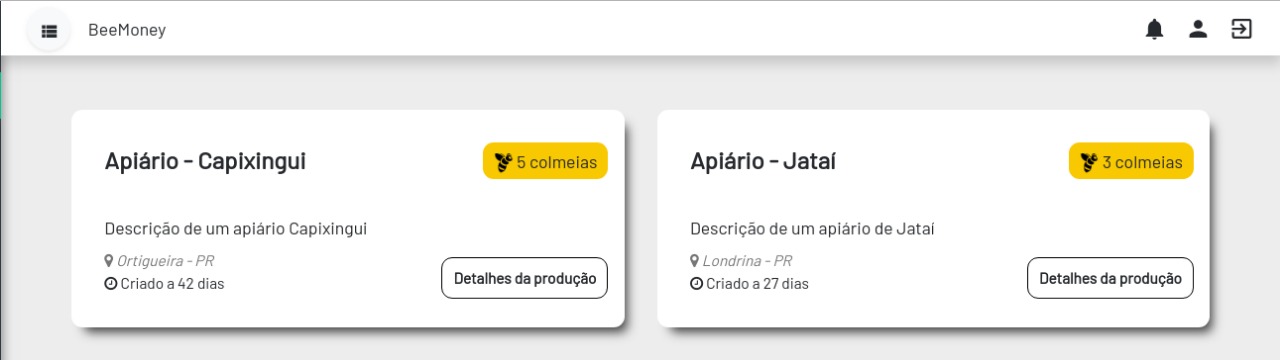 BeeMoney
Apiário - Capixingui
5 colmeias
Descrição de um apiário Capixingui
Ortigueira - PR
Criado a 42 dias
Detalhes da produção
Apiário - Jataí
3 colmeias
Descrição de um apiário de Jataí
Londrina - PR
Criado a 27 dias
Detalhes da produção